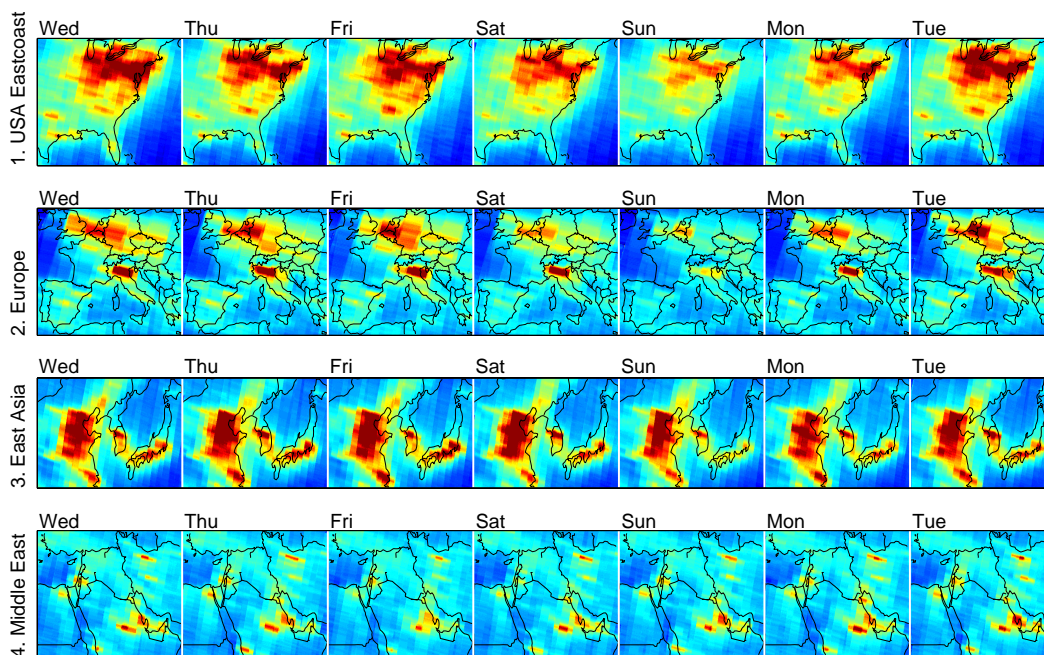 Wed Thu Fri Sat Sun Mon Tue
1. USA Eastcoast
Wed Thu Fri Sat Sun Mon Tue
2. Europe
Wed Thu Fri Sat Sun Mon Tue
3. East Asia
Wed Thu Fri Sat Sun Mon Tue
4. Middle East